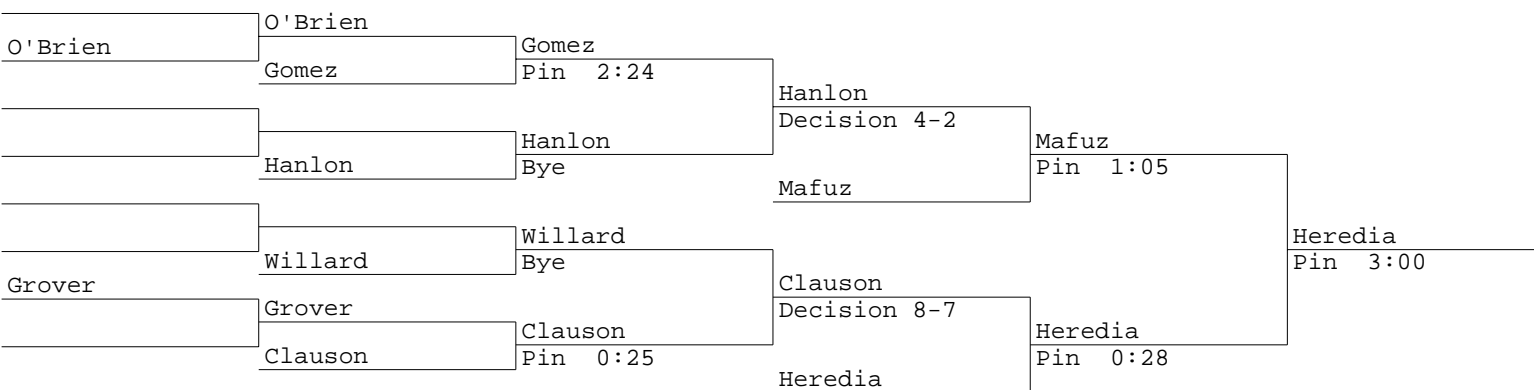 O'Brien
Grover
O'Brien
Gomez
Hanlon
Willard
Grover
Clauson
Gomez
Pin 2:24
Hanlon
Bye
Willard
Bye
Clauson
Pin 0:25
Hanlon
Decision 4-2
Mafuz
Clauson
Decision 8-7
Heredia
Mafuz
Pin 1:05
Heredia
Pin 0:28
Heredia
Pin 3:00